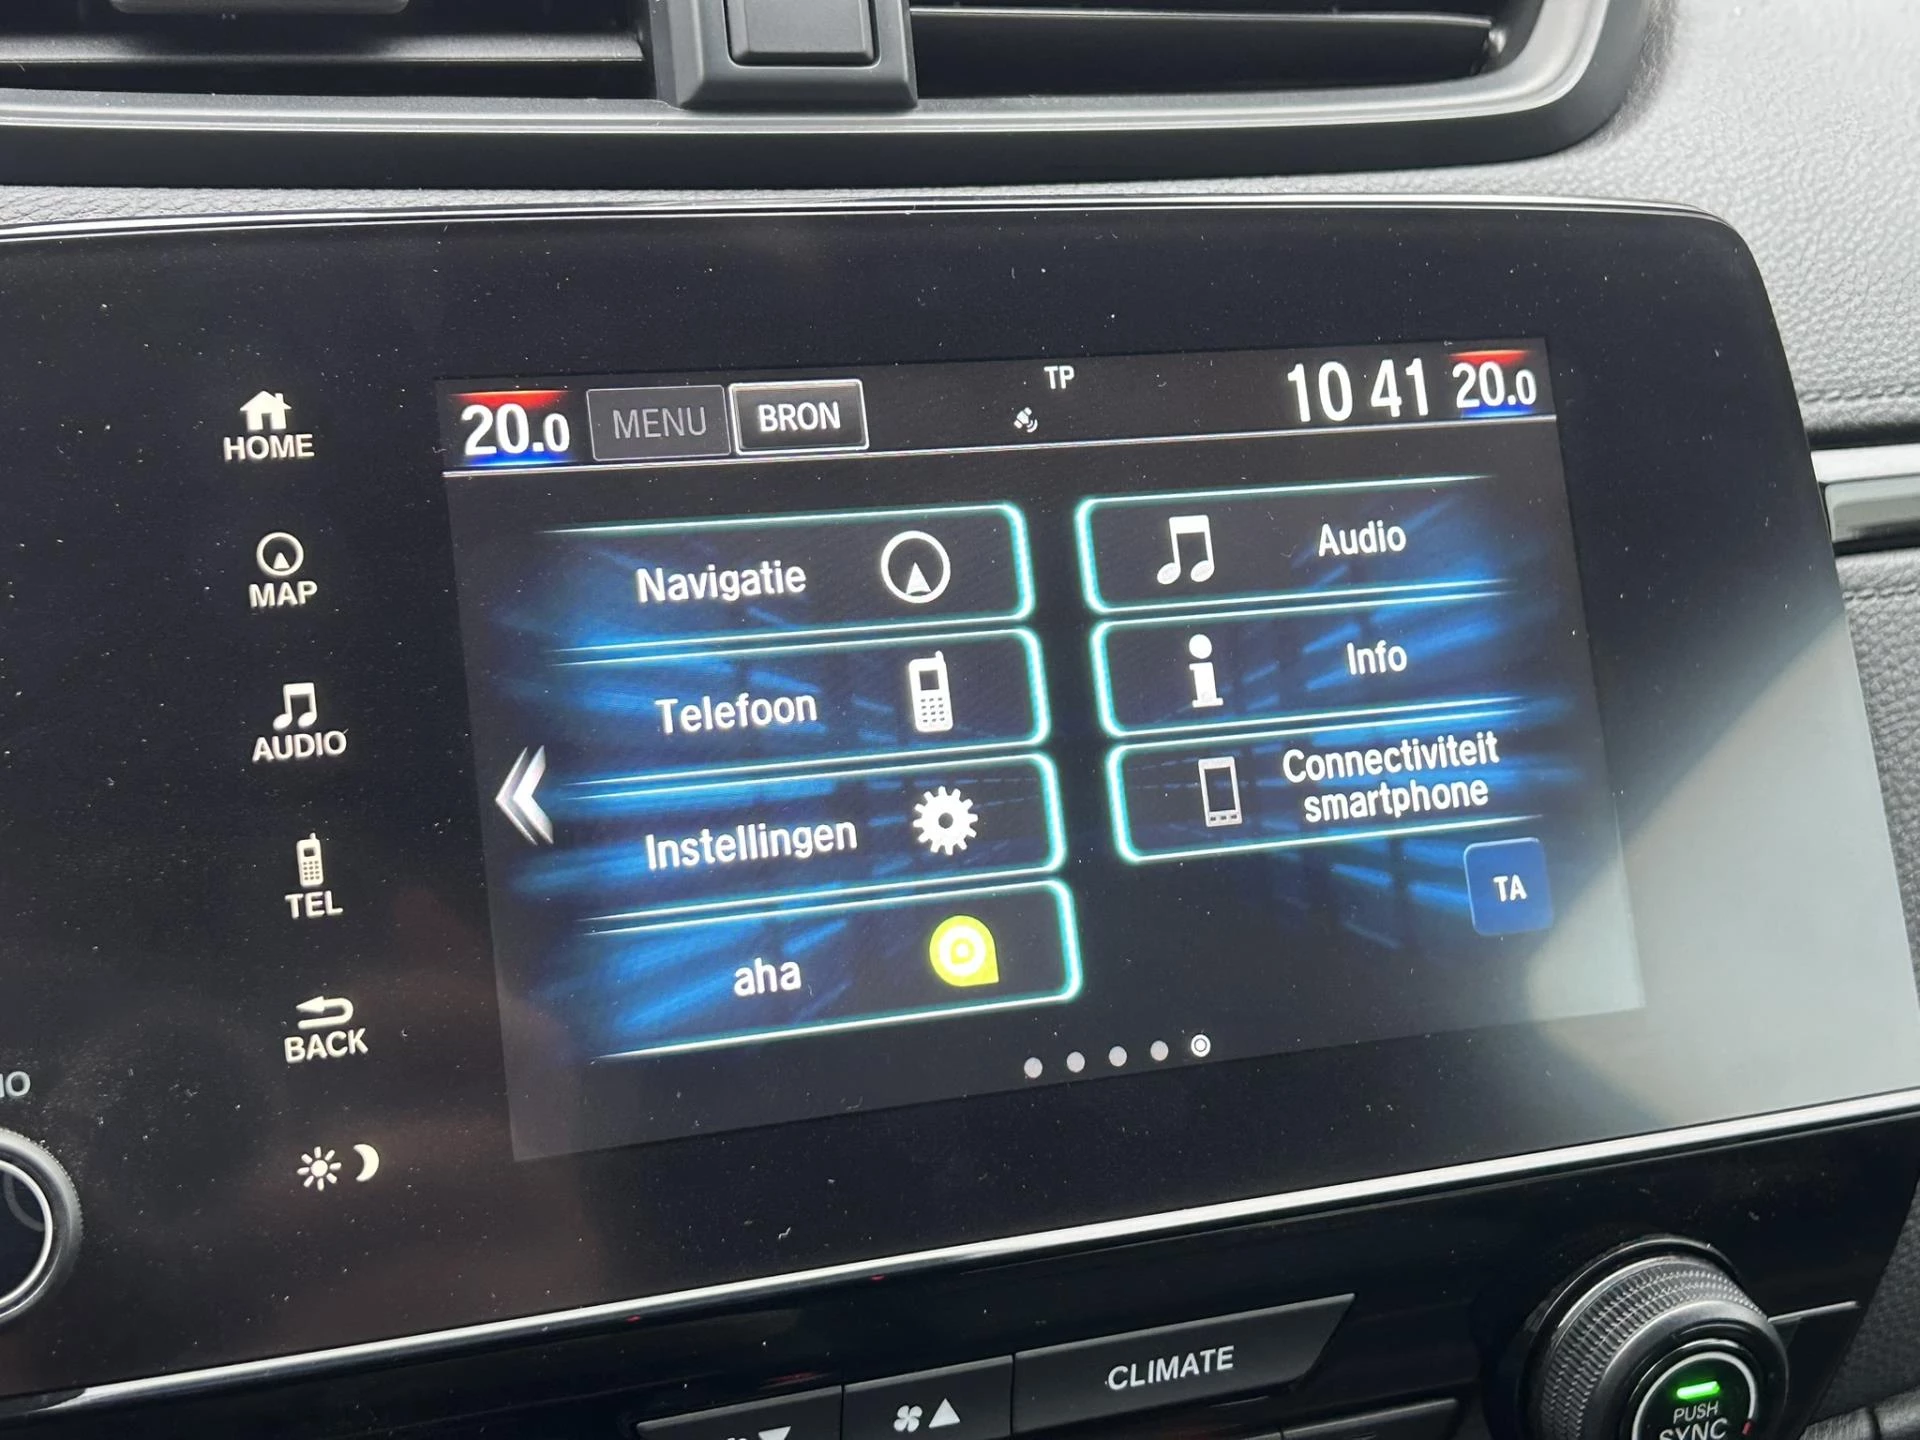 20.0 MENU BRON TP 10 41 20.0
HOME
MAP
AUDIO
TEL
BACK
Navigatie
Telefoon
Instellingen
aha
Audio
Info
Connectiviteit
smartphone
TA
CLIMATE
PUSH
SYNC